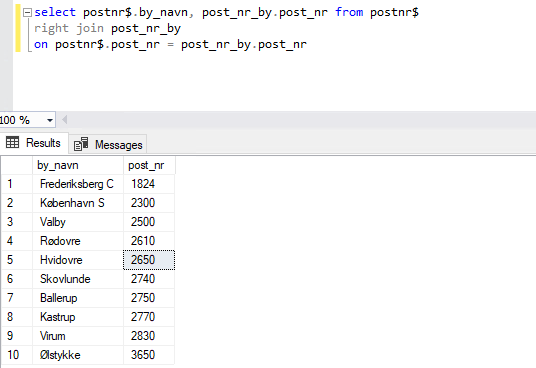 select postnr$.by_navn, post_nr_by.post_nr from postnr$
right join post_nr_by
on postnr$.post_nr = post_nr_by.post_nr
100 %
Results Messages
by_navn post_nr
1 Frederiksberg C 1824
2 København S 2300
3 Valby 2500
4 Rødovre 2610
5 Hvidovre 2650
6 Skovlunde 2740
7 Ballerup 2750
8 Kastrup 2770
9 Virum 2830
10 Ølstykke 3650